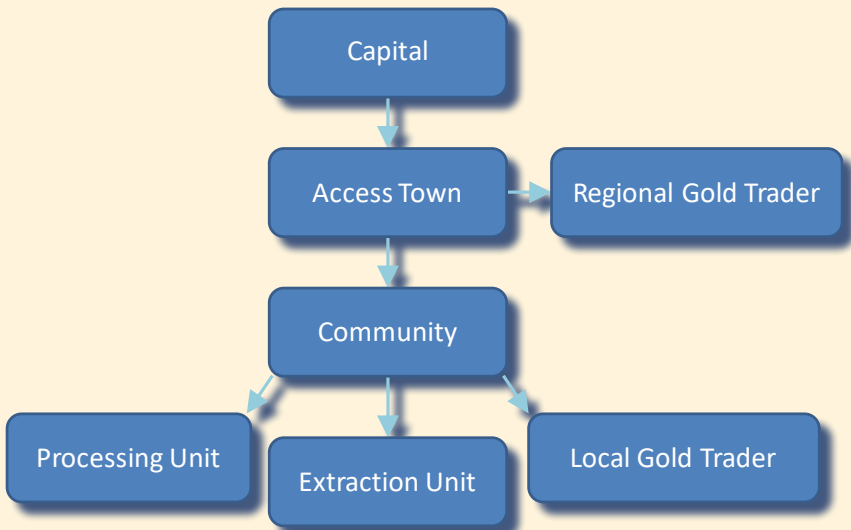 Capital
Access Town
Regional Gold Trader
Community
Processing Unit
Extraction Unit
Local Gold Trader